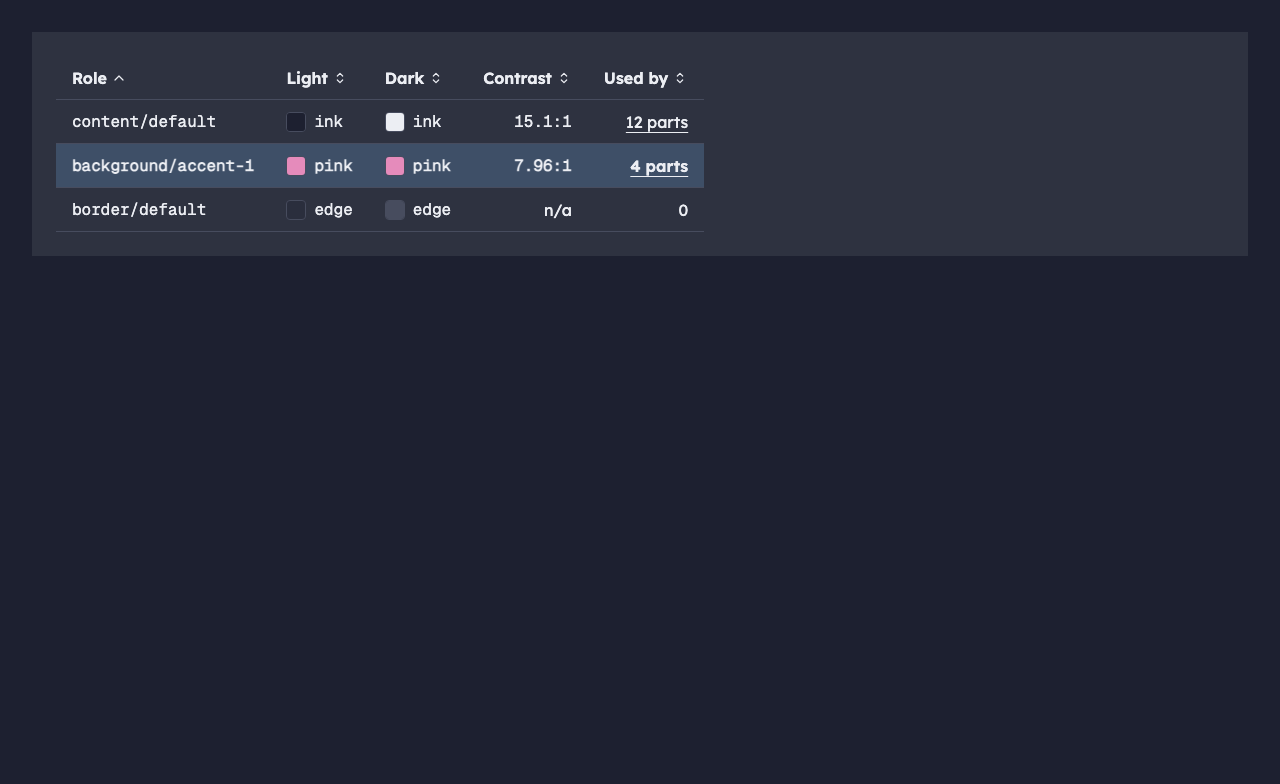 Role Light Dark Contrast Used by
content/default ink ink 15.1:1 12 parts
background/accent-1 pink pink 7.96:1 4 parts
border/default edge edge n/a 0